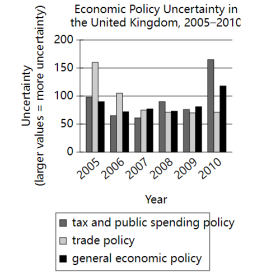 Economic Policy Uncertainty in
the United Kingdom, 2005–2010
Uncertainty
(larger values = more uncertainty)
200
150
100
50
0
2005
2006
2007
2008
2009
2010
Year
tax and public spending policy
trade policy
general economic policy